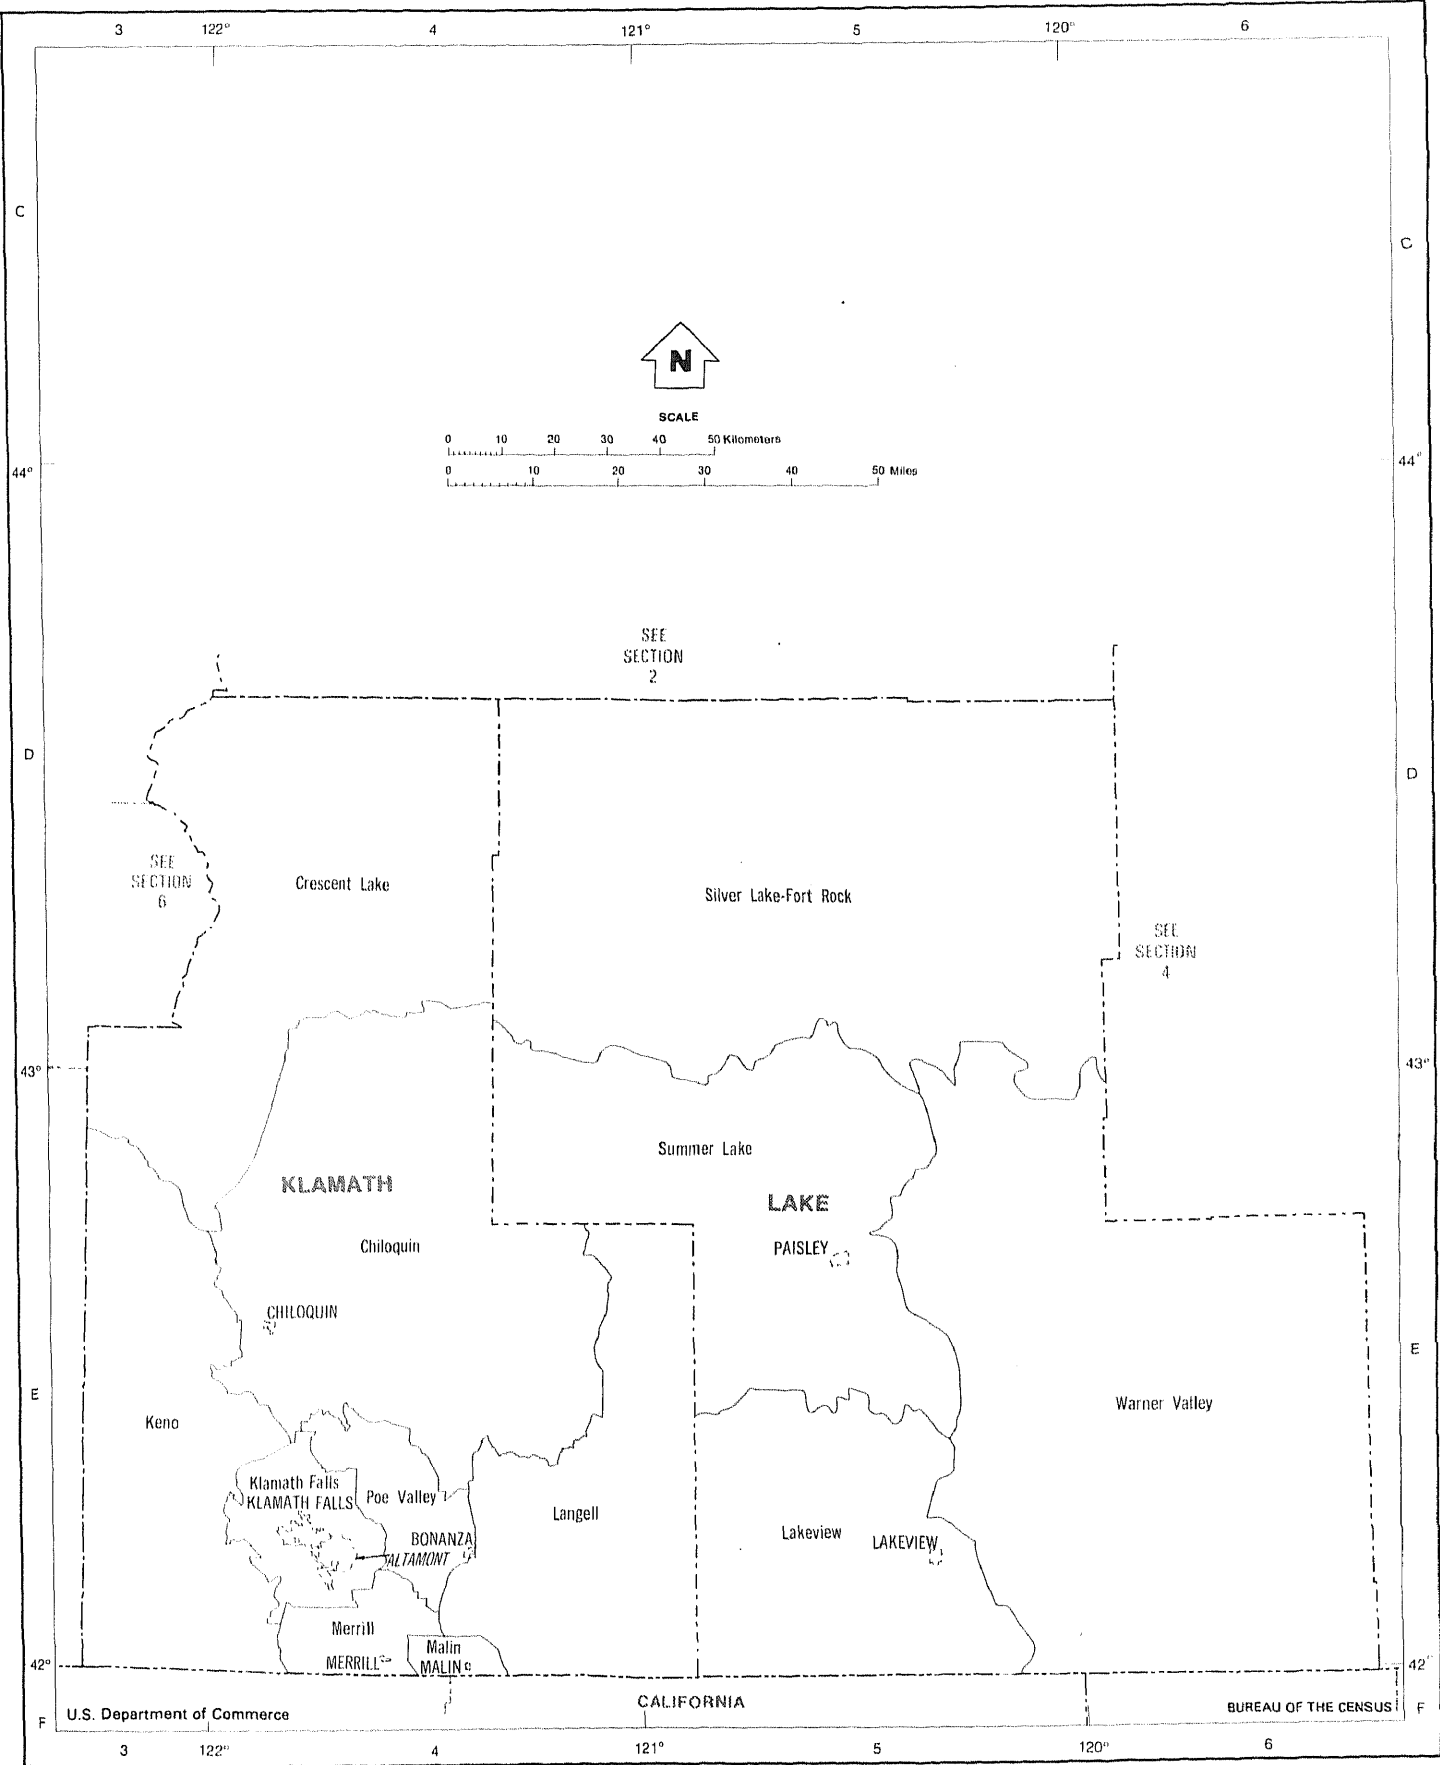 3 122° 4 121° 5 120° 6
C
C
N
SCALE
0 10 20 30 40 50 Kilometers
0 10 20 30 40 50 Miles
44°
44°
SEE
SECTION
2
D
D
SEE
SECTION
6
Crescent Lake
Silver Lake-Fort Rock
SEE
SECTION
4
43°
43°
Summer Lake
KLAMATH
LAKE
Chiloquin
PAISLEY
CHILOQUIN
E
E
Keno
Warner Valley
Klamath Falls
KLAMATH FALLS
Poe Valley
Langell
Lakeview
LAKEVIEW
BONANZA
ALTAMONT
Merrill
MERRILL
Malin
MALIN
42°
42°
CALIFORNIA
U.S. Department of Commerce
BUREAU OF THE CENSUS
F
F
3 122° 4 121° 5 120° 6